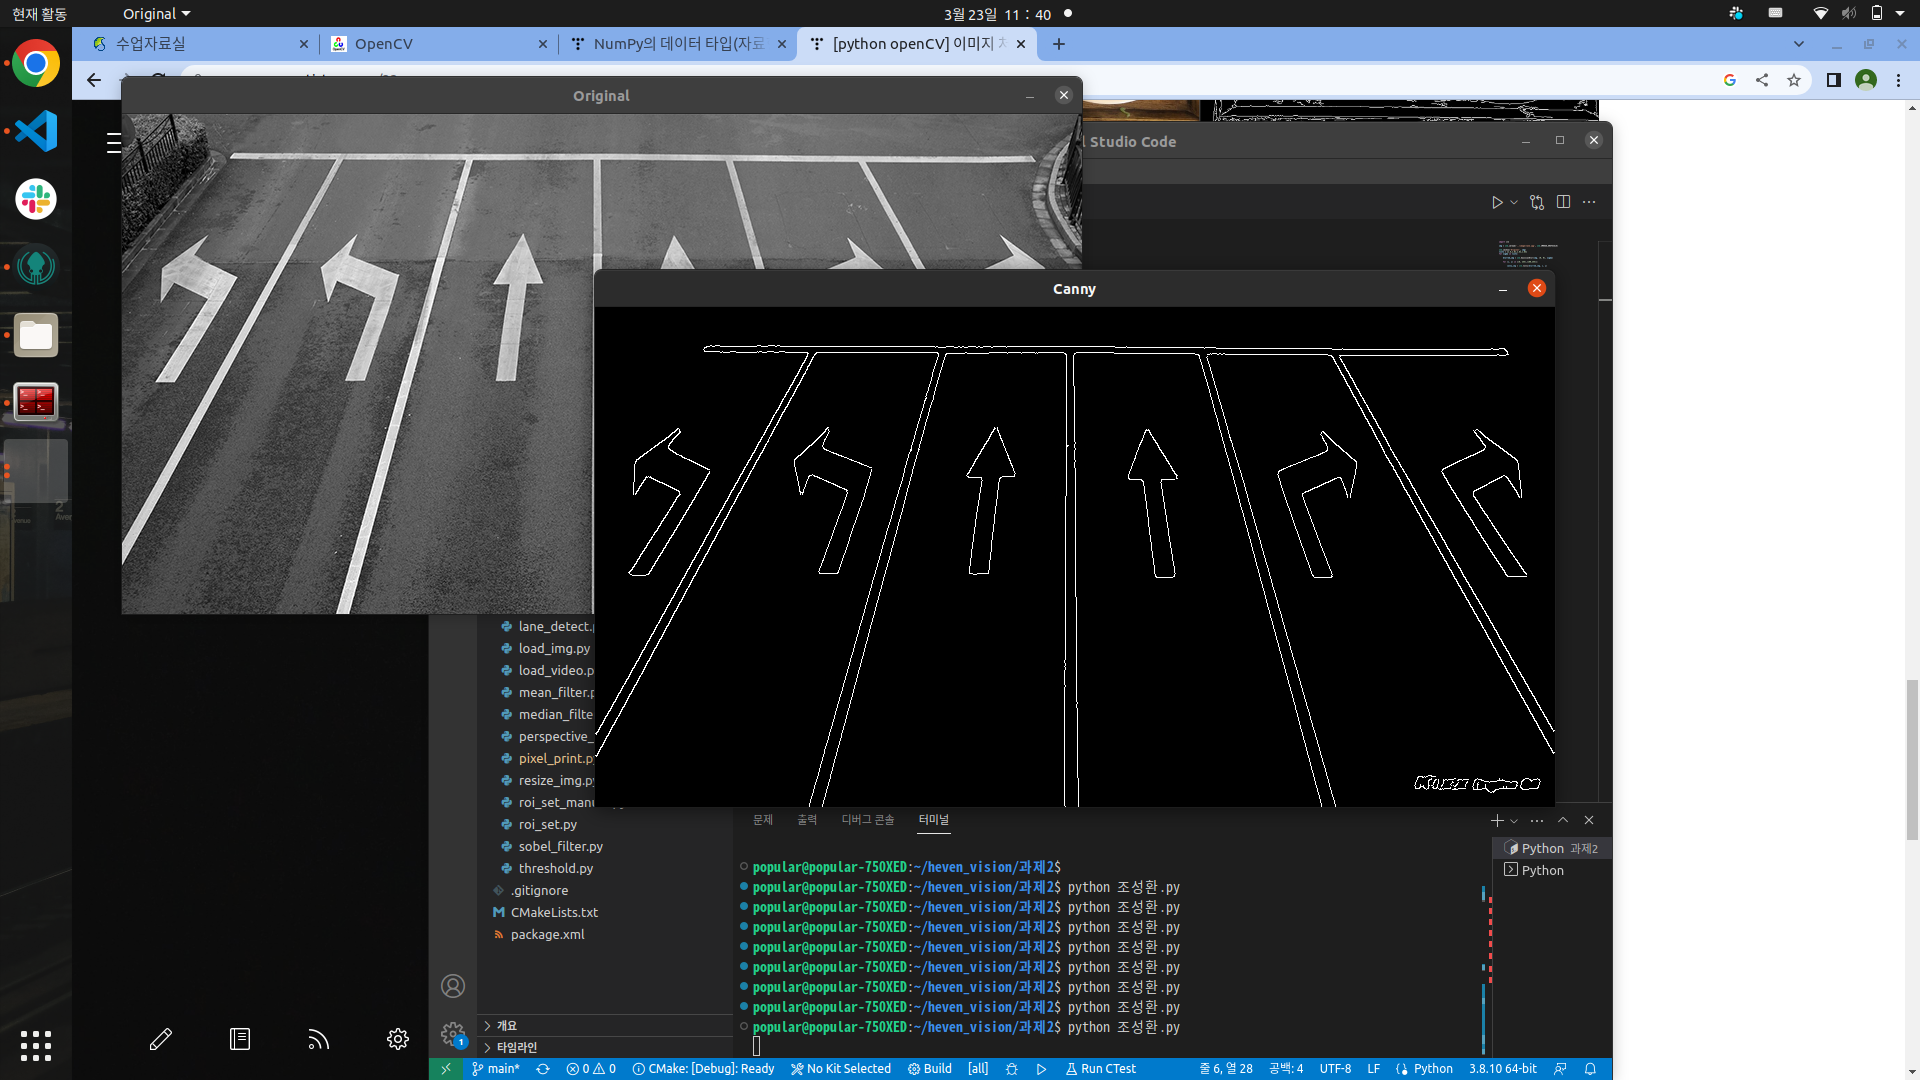 현재 활동
Original
3월 23일 11 : 40
수업자료실
OpenCV
NumPy의 데이터 타입(자료
[python openCV] 이미지 차
Original
l Studio Code
Canny
lane_detect.p
load_img.py
load_video.p
mean_filter.p
median_filte
perspective_
pixel_print.py
resize_img.py
roi_set_manu
roi_set.py
sobel_filter.py
threshold.py
.gitignore
CMakeLists.txt
package.xml
개요
타임라인
문제 출력 디버그 콘솔 터미널
popular@popular-750XED:~/heven_vision/과제2$
popular@popular-750XED:~/heven_vision/과제2$ python 조성환.py
popular@popular-750XED:~/heven_vision/과제2$ python 조성환.py
popular@popular-750XED:~/heven_vision/과제2$ python 조성환.py
popular@popular-750XED:~/heven_vision/과제2$ python 조성환.py
popular@popular-750XED:~/heven_vision/과제2$ python 조성환.py
popular@popular-750XED:~/heven_vision/과제2$ python 조성환.py
popular@popular-750XED:~/heven_vision/과제2$ python 조성환.py
popular@popular-750XED:~/heven_vision/과제2$ python 조성환.py
Python 과제2
Python
1
main* 0 0 CMake: [Debug]: Ready No Kit Selected Build [all] Run CTest 줄 6, 열 28 공백: 4 UTF-8 LF Python 3.8.10 64-bit